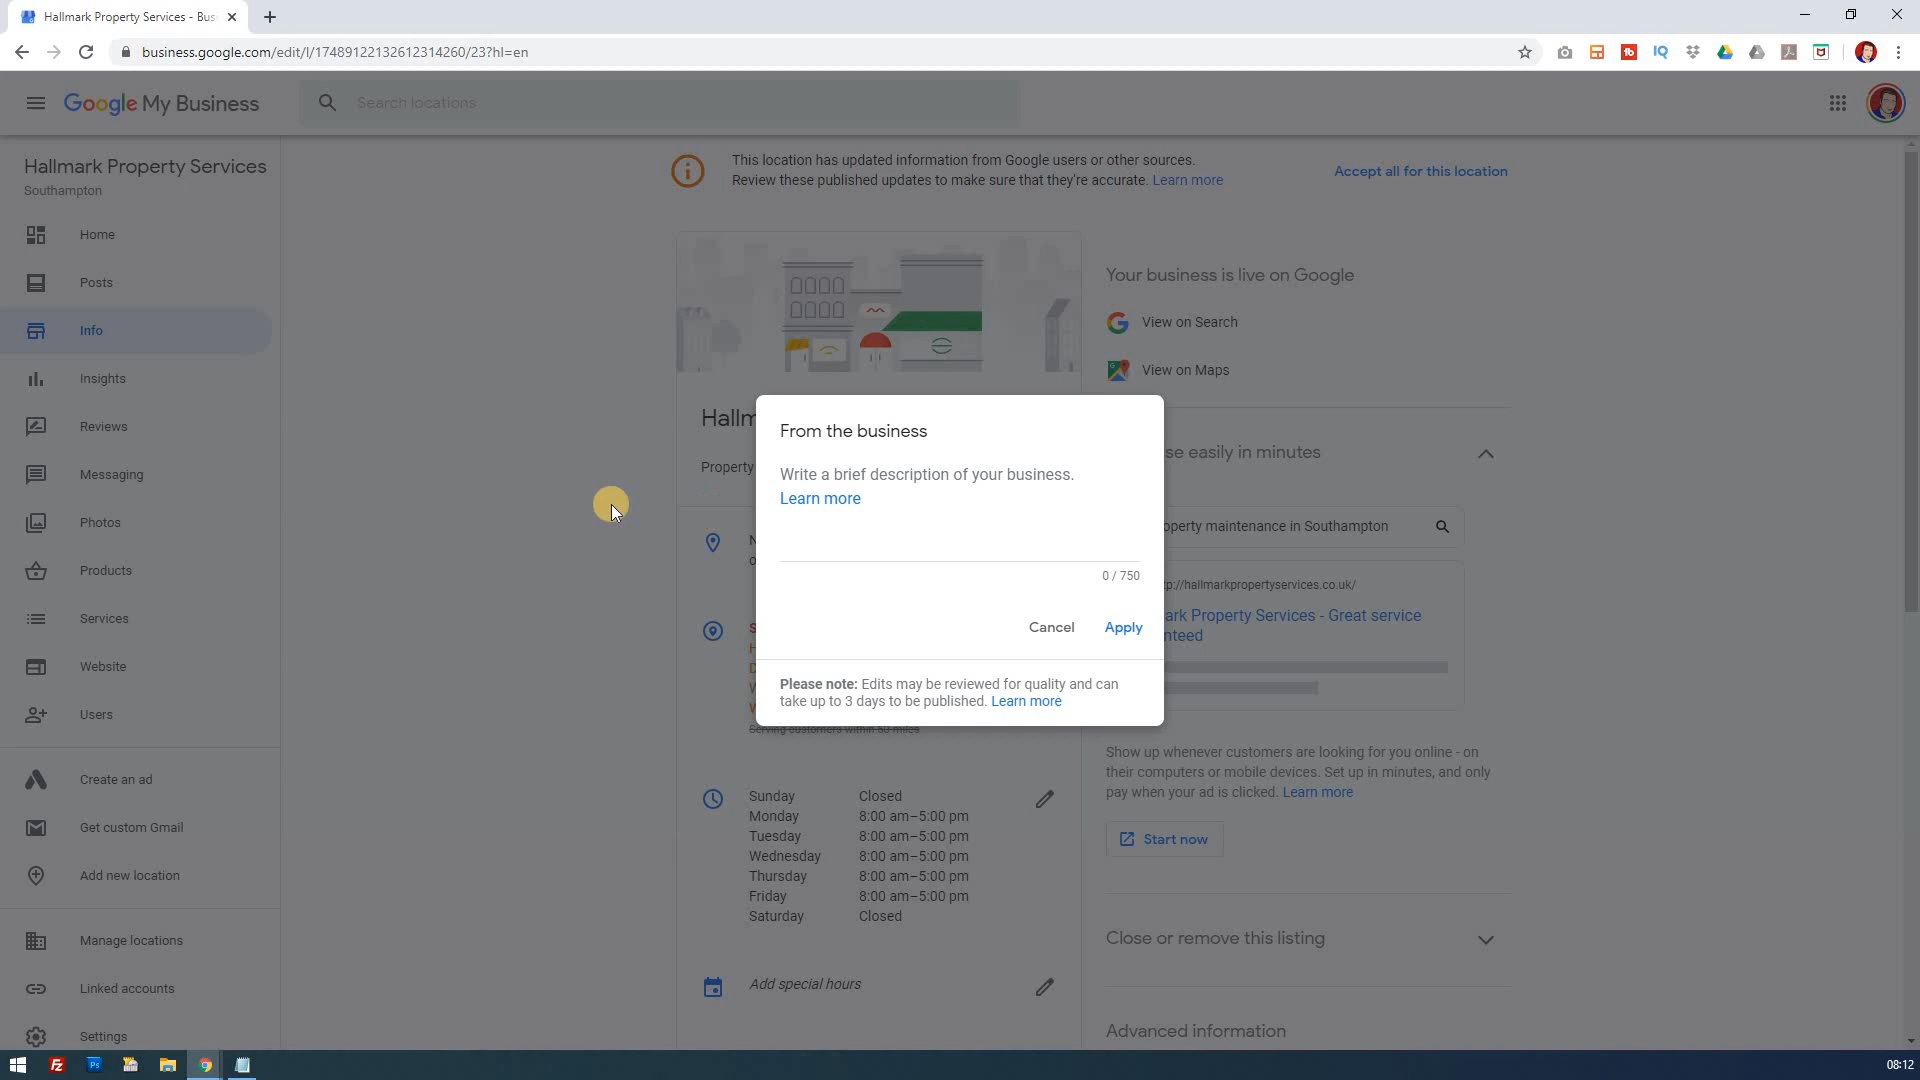 Hallmark Property Services - Bus
business.google.com/edit/l/17489122132612314260/23?hl=en
Google My Business
Search locations
Hallmark Property Services
Southampton
Home
Posts
Info
Insights
Reviews
Messaging
Photos
Products
Services
Website
Users
Create an ad
Get custom Gmail
Add new location
Manage locations
Linked accounts
Settings
This location has updated information from Google users or other sources.
Review these published updates to make sure that they're accurate. Learn more
Accept all for this location
Hallm
Property
From the business
Write a brief description of your business.
Learn more
0 / 750
Cancel
Apply
Please note: Edits may be reviewed for quality and can
take up to 3 days to be published. Learn more
Serving customers within 50 miles
Sunday Closed
Monday 8:00 am–5:00 pm
Tuesday 8:00 am–5:00 pm
Wednesday 8:00 am–5:00 pm
Thursday 8:00 am–5:00 pm
Friday 8:00 am–5:00 pm
Saturday Closed
Add special hours
Your business is live on Google
View on Search
View on Maps
se easily in minutes
operty maintenance in Southampton
tp://hallmarkpropertyservices.co.uk/
ark Property Services - Great service
nteed
Show up whenever customers are looking for you online - on
their computers or mobile devices. Set up in minutes, and only
pay when your ad is clicked. Learn more
Start now
Close or remove this listing
Advanced information
08:12